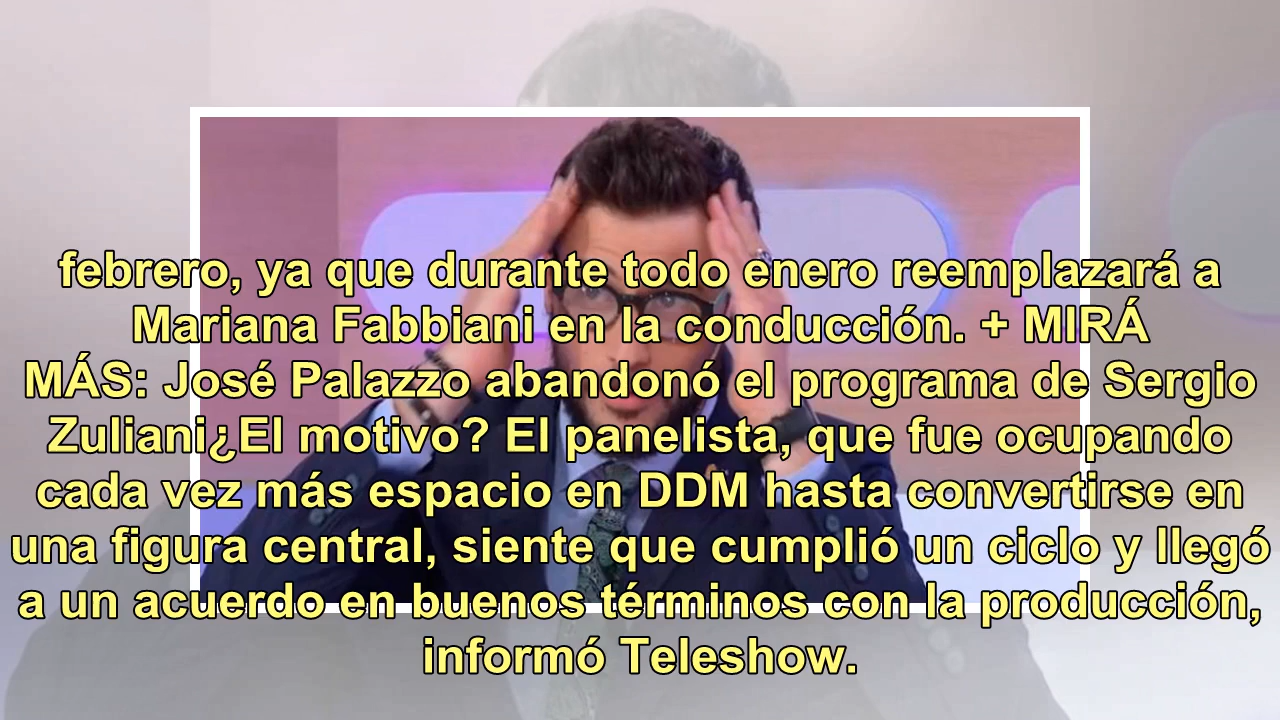 febrero, ya que durante todo enero reemplazará a
Mariana Fabbiani en la conducción. + MIRÁ
MÁS: José Palazzo abandonó el programa de Sergio
Zuliani¿El motivo? El panelista, que fue ocupando
cada vez más espacio en DDM hasta convertirse en
una figura central, siente que cumplió un ciclo y llegó
a un acuerdo en buenos términos con la producción,
informó Teleshow.